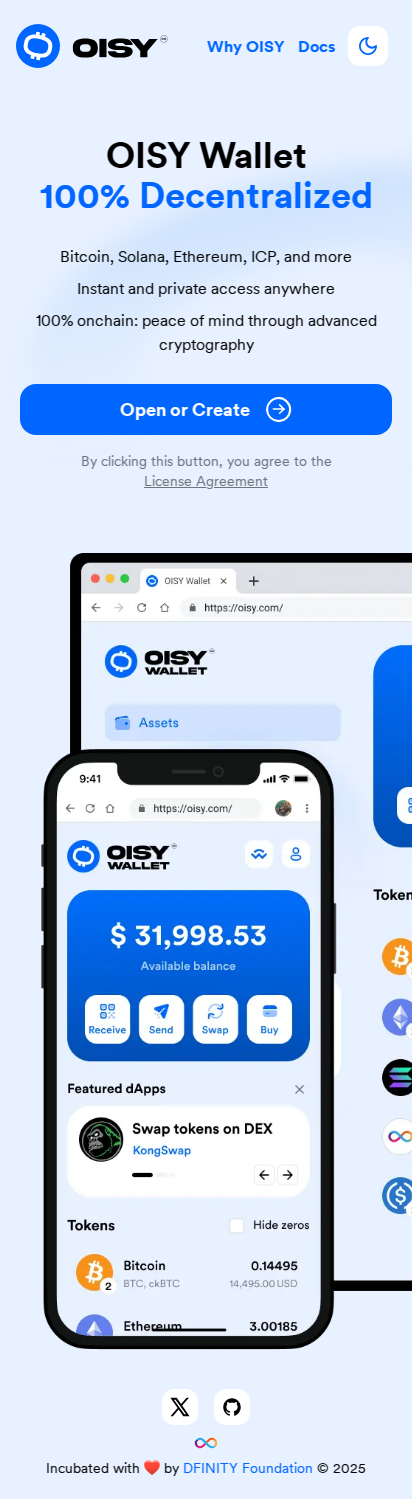 OISY Why OISY Docs
OISY Wallet
100% Decentralized
Bitcoin, Solana, Ethereum, ICP, and more
Instant and private access anywhere
100% onchain: peace of mind through advanced
cryptography
Open or Create
By clicking this button, you agree to the
License Agreement
OISY Wallet
https://oisy.com/
OISY
WALLET
Assets
9:41
https://oisy.com/
OISY
WALLET
$ 31,998.53
Available balance
Receive Send Swap Buy
Featured dApps
Swap tokens on DEX
KongSwap
Tokens Hide zeros
Bitcoin 0.14495
BTC, ckBTC 14,495.00 USD
2
Ethereum 3.00185
Token
Incubated with ❤️ by DFINITY Foundation © 2025